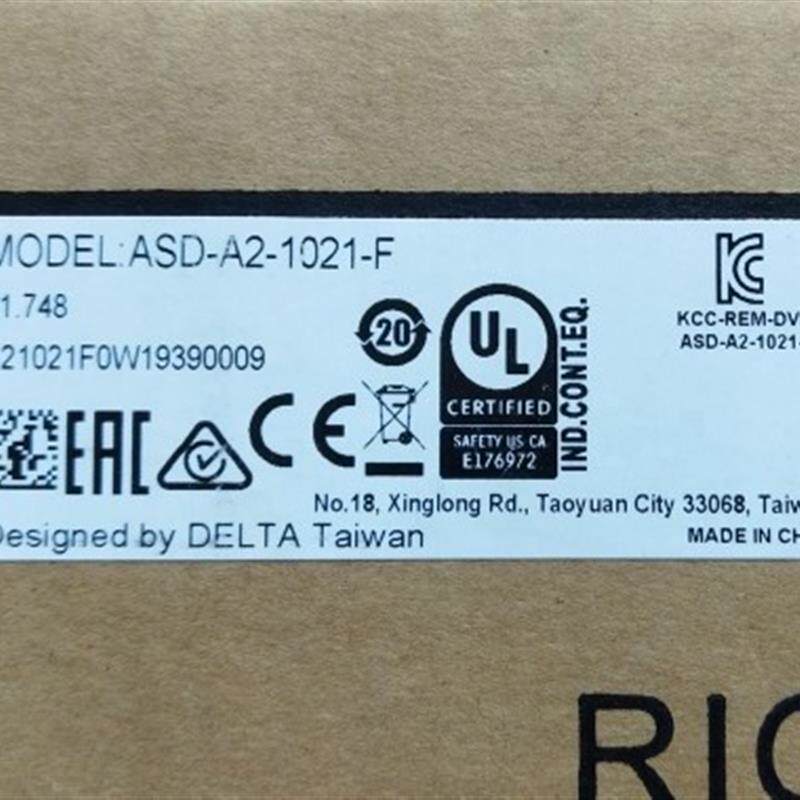 MODEL:ASD-A2-1021-F
1.748
21021F0W19390009
20
UL
CERTIFIED
SAFETY US CA
E176972
IND.CONT.EQ.
KC
KCC-REM-DV
ASD-A2-1021-
EAC
CE
No.18, Xinglong Rd., Taoyuan City 33068, Taiw
Designed by DELTA Taiwan
MADE IN CH
RIC